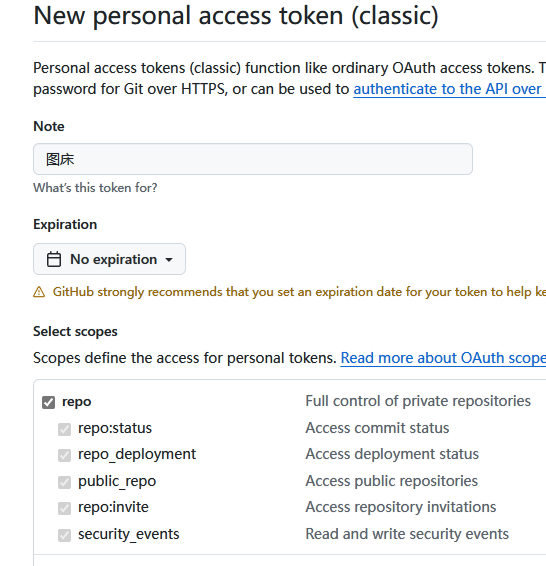 New personal access token (classic)
Personal access tokens (classic) function like ordinary OAuth access tokens. T
password for Git over HTTPS, or can be used to authenticate to the API over
Note
图床
What's this token for?
Expiration
No expiration
GitHub strongly recommends that you set an expiration date for your token to help ke
Select scopes
Scopes define the access for personal tokens. Read more about OAuth scope
repo Full control of private repositories
repo:status Access commit status
repo_deployment Access deployment status
public_repo Access public repositories
repo:invite Access repository invitations
security_events Read and write security events